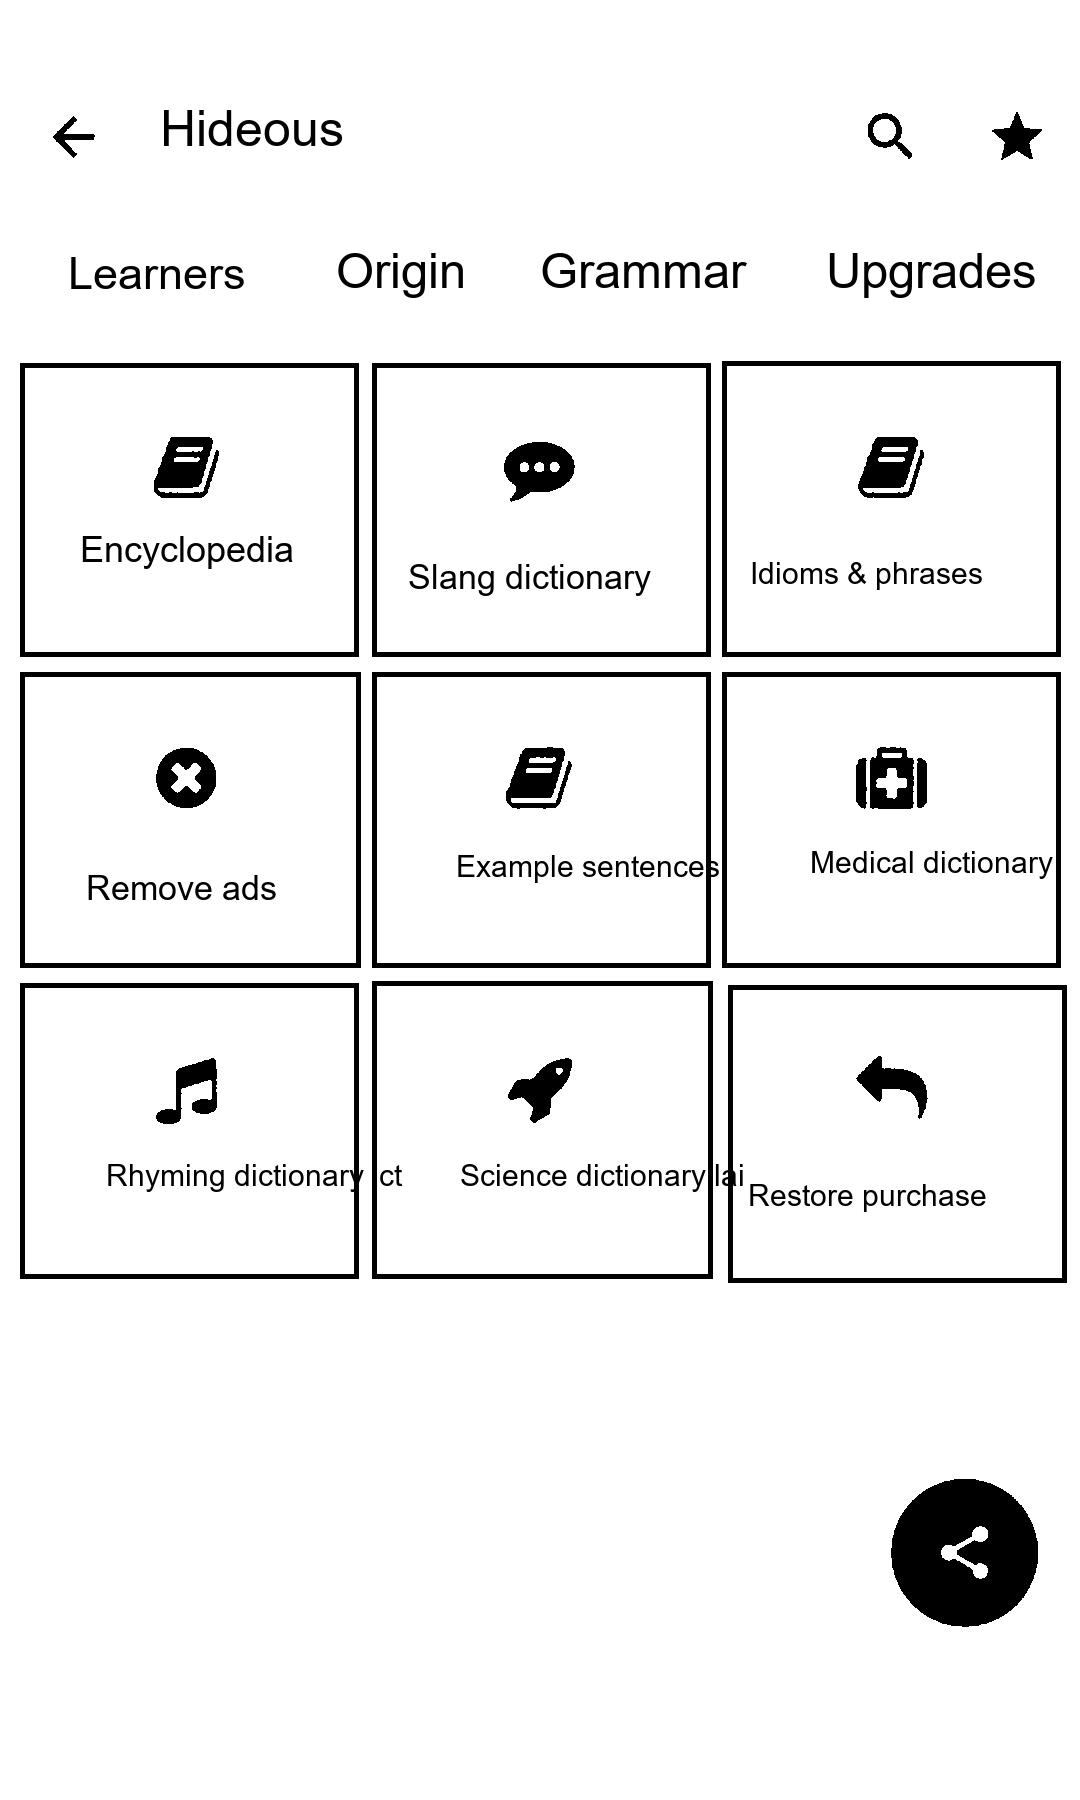 Hideous
Learners Origin Grammar Upgrades
Encyclopedia
Slang dictionary
Idioms & phrases
Remove ads
Example sentences
Medical dictionary
Rhyming dictionary ct
Science dictionary lai
Restore purchase